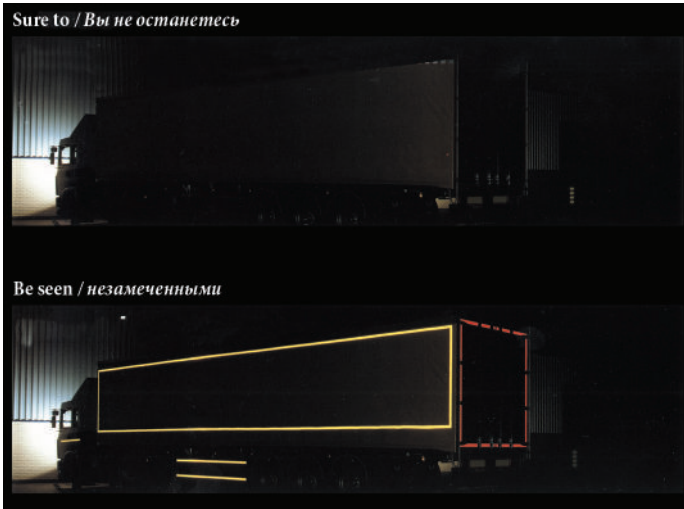 Sure to / Вы не останетесь
Be seen / незамеченными